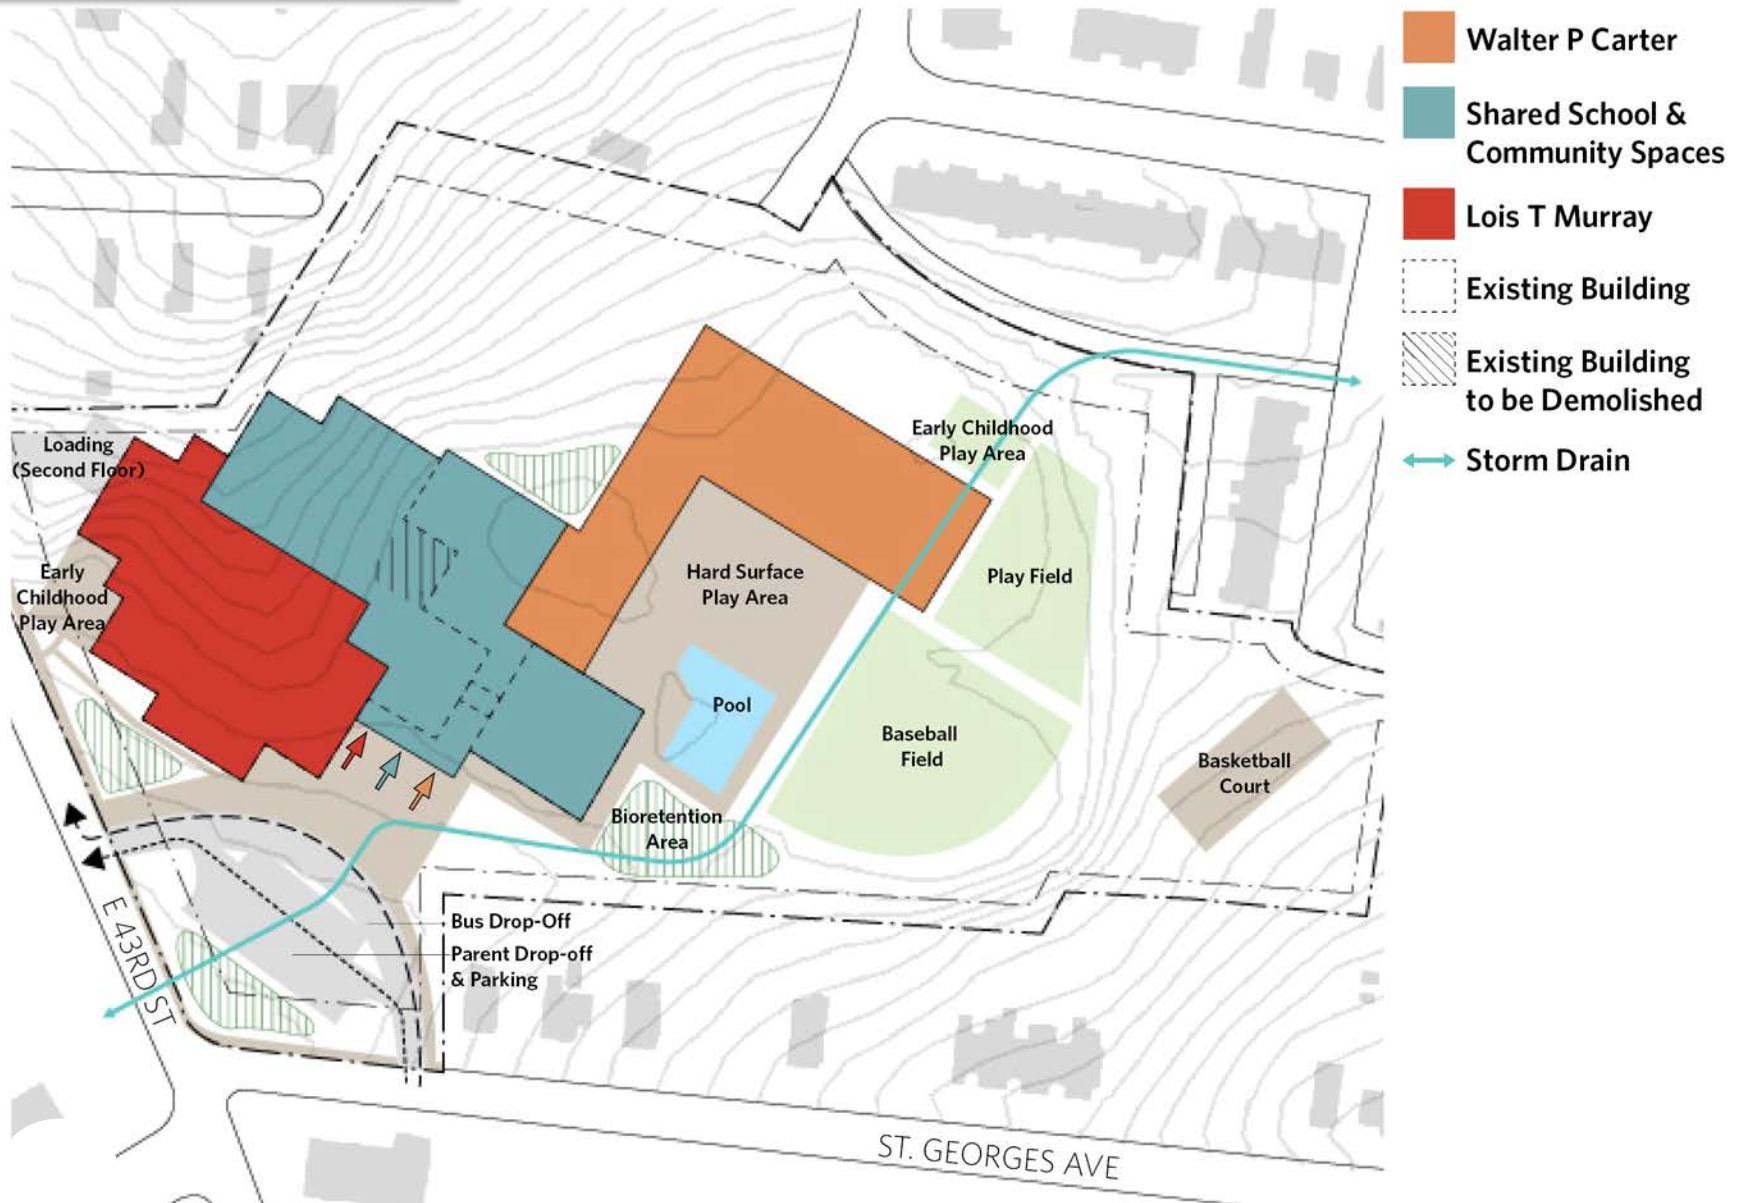 Walter P Carter
Shared School &
Community Spaces
Lois T Murray
Existing Building
Existing Building
to be Demolished
Storm Drain
Loading
(Second Floor)
Early Childhood
Play Area
Early
Childhood
Play Area
Hard Surface
Play Area
Play Field
Pool
Baseball
Field
Basketball
Court
Bioretention
Area
Bus Drop-Off
Parent Drop-off
& Parking
E 43RD ST
ST. GEORGES AVE